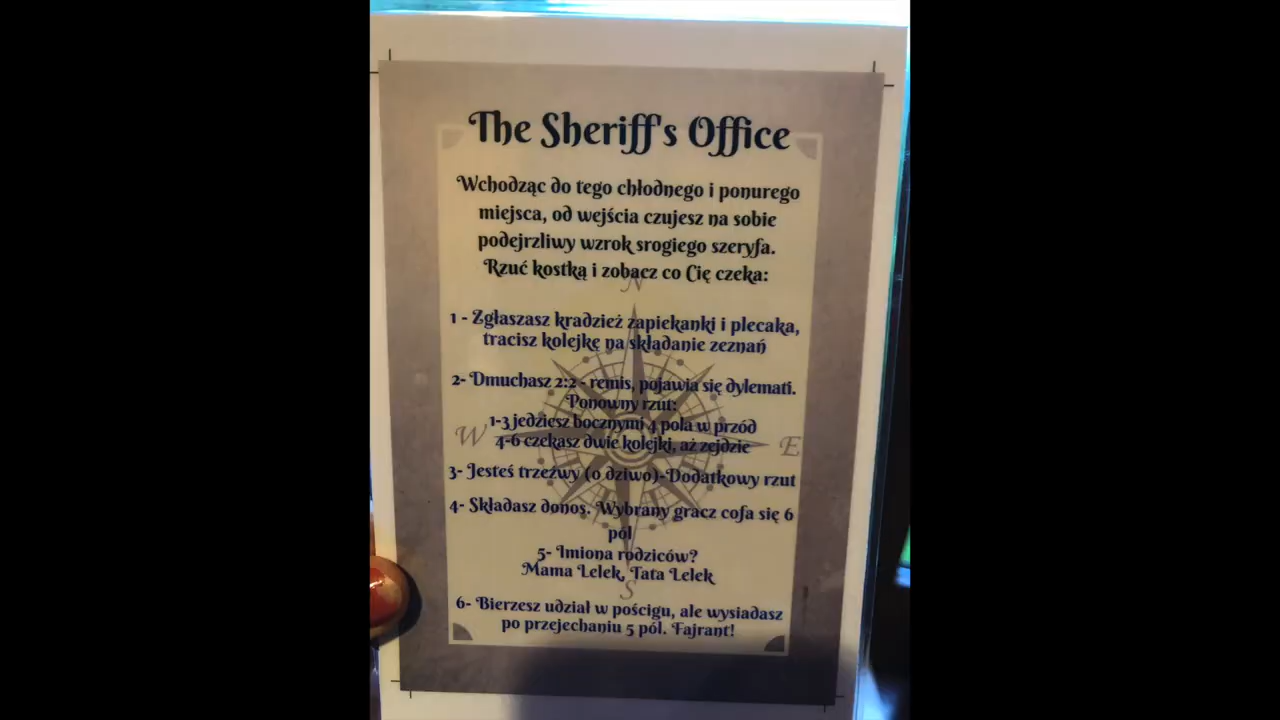 The Sheriff's Office
Wchodząc do tego chłodnego i ponurego
miejsca, od wejścia czujesz na sobie
podejrzliwy wzrok srogiego szeryfa.
Rzuć kostką i zobacz co Cię czeka:
N
1 - Zgłaszasz kradzież zapiekanki i plecaka,
tracisz kolejkę na składanie zeznań
2- Dmuchasz 2:2 - remis, pojawia się dylemati.
Ponowny rzut:
1-3 jedziesz bocznymi 4 pola w przód
W E
4-6 czekasz dwie kolejki, aż zejdzie
3- Jesteś trzeźwy (o dziwo)-Dodatkowy rzut
4- Składasz donos. Wybrany gracz cofa się 6
pól
5- Imiona rodziców?
Mama Lelek, Tata Lelek
S
6- Bierzesz udział w pościgu, ale wysiadasz
po przejechaniu 5 pól. Fajrant!